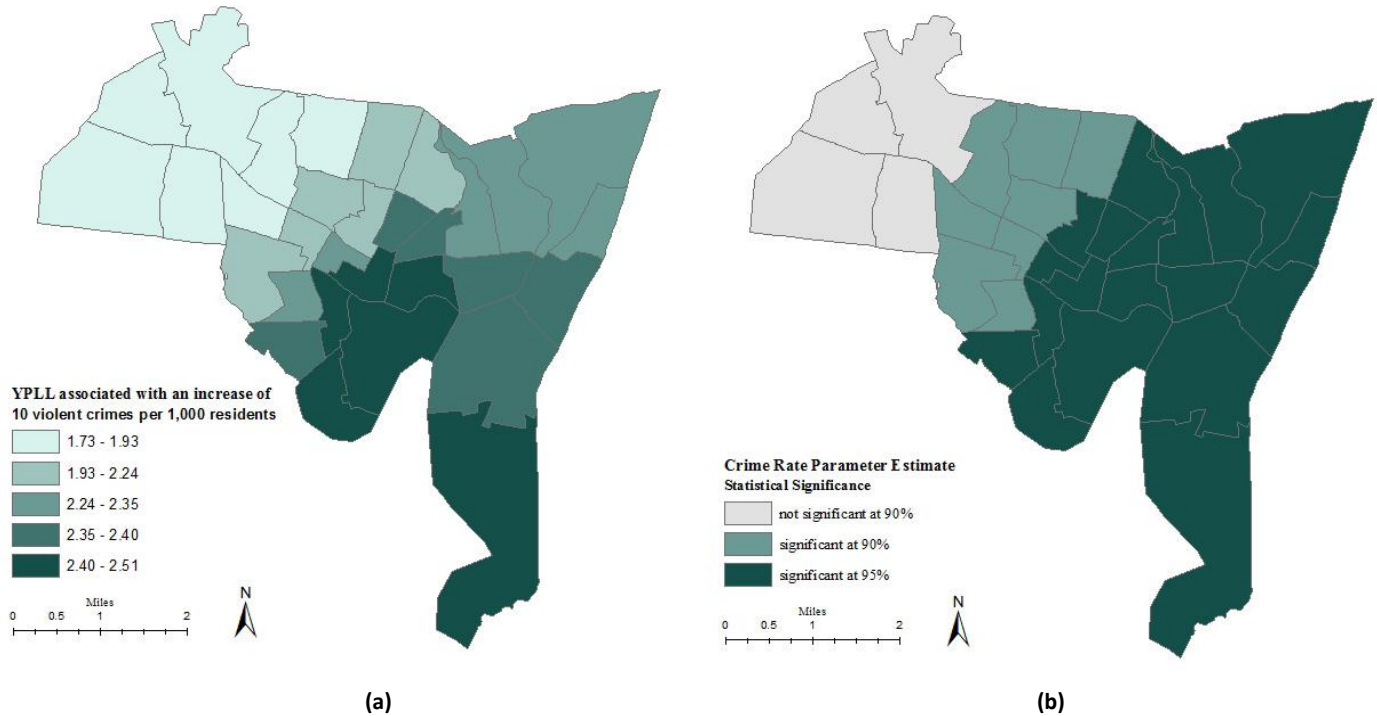 YPLL associated with an increase of
10 violent crimes per 1,000 residents
1.73 - 1.93
1.93 - 2.24
2.24 - 2.35
2.35 - 2.40
2.40 - 2.51
Miles
0 0.5 1 2
N
(a)
Crime Rate Parameter Estimate
Statistical Significance
not significant at 90%
significant at 90%
significant at 95%
Miles
0 0.5 1 2
N
(b)